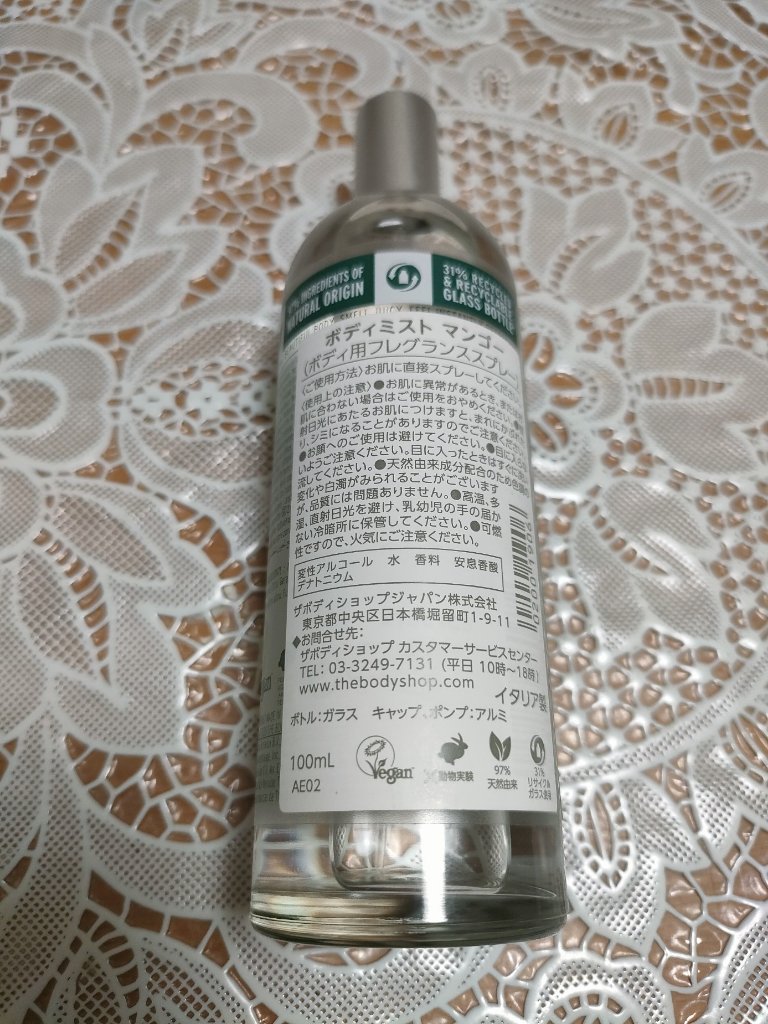 INGREDIENTS OF
NATURAL ORIGIN
31% RECYCLED
& RECYCLABLE
GLASS BOTTLE
ボディミスト マンゴー
〈ボディ用フレグランススプレー〉
〈ご使用方法〉お肌に直接スプレーしてください。
〈使用上の注意〉●お肌に異常があるとき、また
肌に合わない場合はご使用をおやめください。●
射日光にあたるお肌につけますと、まれにかぶれ
り、シミになることがありますのでご注意ください
●お顔へのご使用は避けてください。●目に入ら
いようご注意ください。目に入ったときはすぐに
流してください。●天然由来成分配合のため
変化や白濁がみられることがございます
が、品質には問題ありません。●高温、多
湿、直射日光を避け、乳幼児の手の届か
ない冷暗所に保管してください。●可燃
性ですので、火気にご注意ください。
変性アルコール 水 香料 安息香酸
デナトニウム
ザボディショップジャパン株式会社
東京都中央区日本橋堀留町1-9-11
◆お問合せ先:
ザボディショップ カスタマーサービスセンター
TEL: 03-3249-7131 (平日 10時～18時)
www.thebodyshop.com
イタリア製
ボトル:ガラス キャップ、ポンプ:アルミ
100mL
AE02
Vegan
動物実験
97%
天然由来
31%
リサイクル
ガラス使用